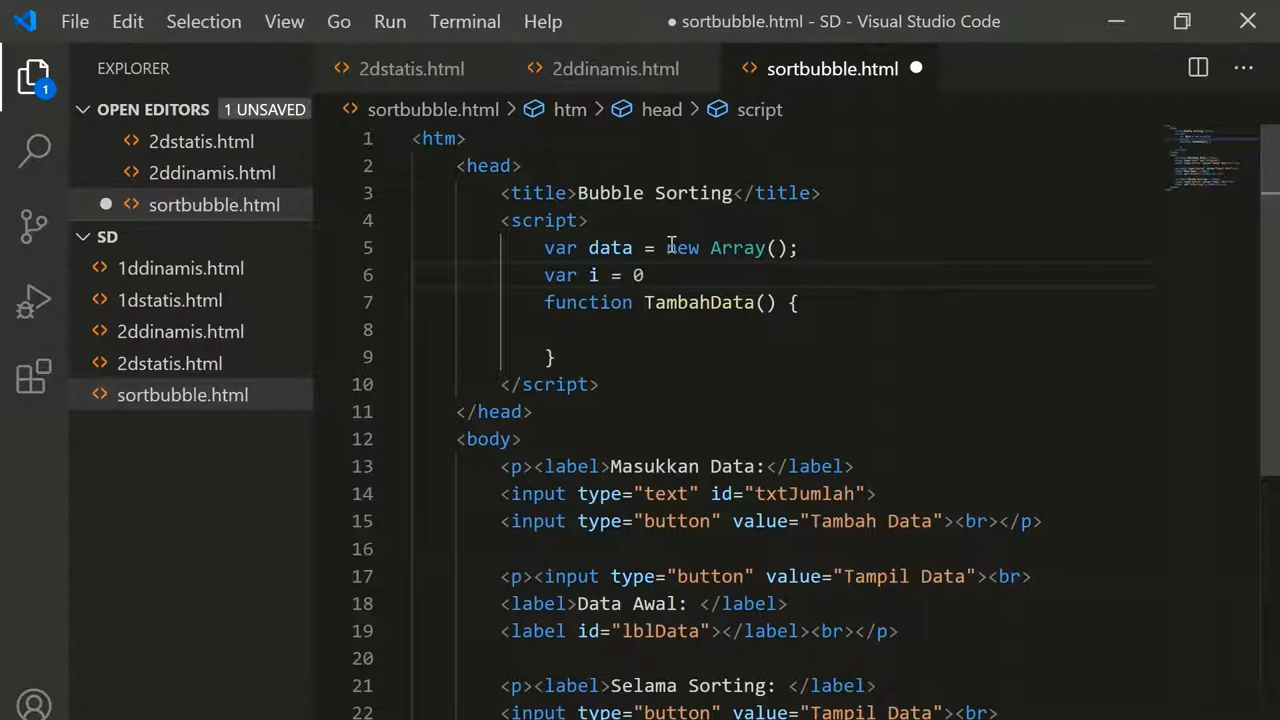 File Edit Selection View Go Run Terminal Help ● sortbubble.html - SD - Visual Studio Code
EXPLORER
1
OPEN EDITORS 1 UNSAVED
2dstatis.html
2ddinamis.html
sortbubble.html
SD
1ddinamis.html
1dstatis.html
2ddinamis.html
2dstatis.html
sortbubble.html
2dstatis.html 2ddinamis.html sortbubble.html
sortbubble.html > htm > head > script
1 <htm>
2 <head>
3 <title>Bubble Sorting</title>
4 <script>
5 var data = new Array();
6 var i = 0
7 function TambahData() {
8
9 }
10 </script>
11 </head>
12 <body>
13 <p><label>Masukkan Data:</label>
14 <input type="text" id="txtJumlah">
15 <input type="button" value="Tambah Data"><br></p>
16
17 <p><input type="button" value="Tampil Data"><br>
18 <label>Data Awal: </label>
19 <label id="lblData"></label><br></p>
20
21 <p><label>Selama Sorting: </label>
22 <input type="button" value="Tampil Data"><br>